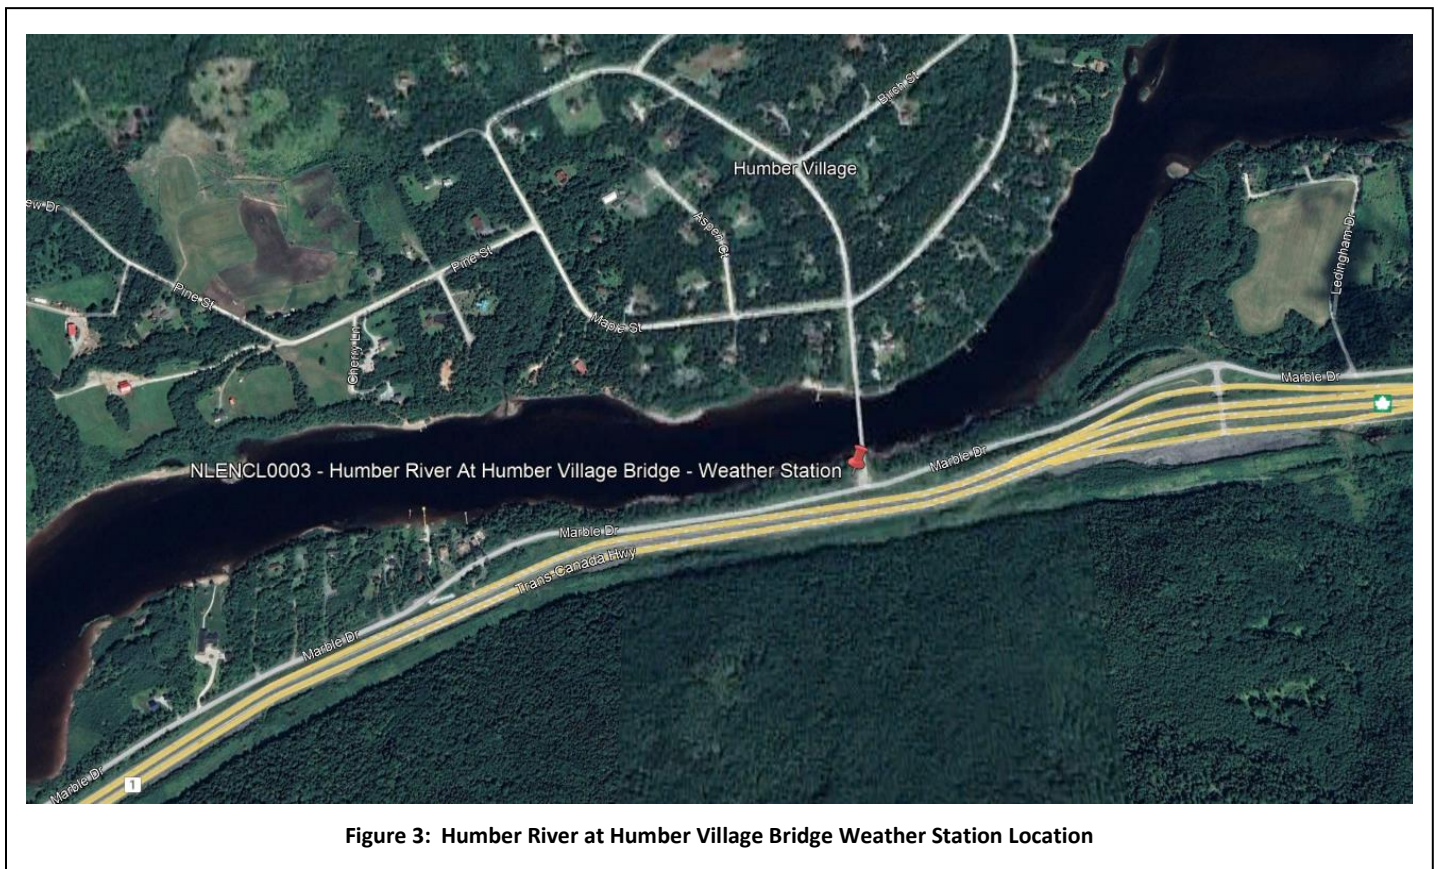 Birch St
Humber Village
ew Dr
Aspen Ct
Ledingham Dr
Pine St
Pine St
Maple St
Cherry Ln
Marble Dr
NLENCL0003 - Humber River At Humber Village Bridge - Weather Station
Marble Dr
Marble Dr
Trans Canada Hwy
Marble Dr
Marble Dr
1
Figure 3:  Humber River at Humber Village Bridge Weather Station Location